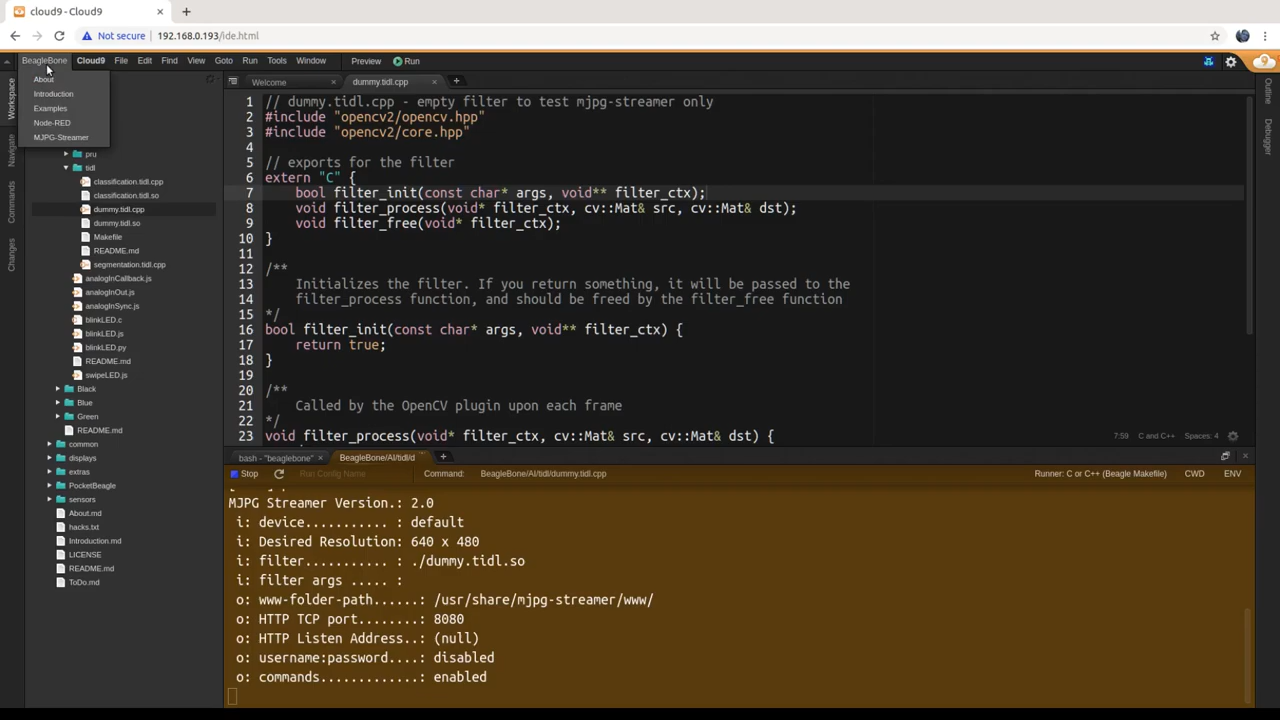 cloud9 - Cloud9
Not secure 192.168.0.193/ide.html
BeagleBone Cloud9 File Edit Find View Goto Run Tools Window Preview Run
About
Introduction
Examples
Node-RED
MJPG-Streamer
Workspace
Navigate
Commands
Changes
pru
tidl
classification.tidl.cpp
classification.tidl.so
dummy.tidl.cpp
dummy.tidl.so
Makefile
README.md
segmentation.tidl.cpp
analogInCallback.js
analogInOut.js
analogInSync.js
blinkLED.c
blinkLED.js
blinkLED.py
README.md
swipeLED.js
Black
Blue
Green
README.md
common
displays
extras
PocketBeagle
sensors
About.md
hacks.txt
Introduction.md
LICENSE
README.md
ToDo.md
Welcome dummy.tidl.cpp
1 // dummy.tidl.cpp - empty filter to test mjpg-streamer only
2 #include "opencv2/opencv.hpp"
3 #include "opencv2/core.hpp"
4
5 // exports for the filter
6 extern "C" {
7 bool filter_init(const char* args, void** filter_ctx);
8 void filter_process(void* filter_ctx, cv::Mat& src, cv::Mat& dst);
9 void filter_free(void* filter_ctx);
10 }
11
12 /**
13 Initializes the filter. If you return something, it will be passed to the
14 filter_process function, and should be freed by the filter_free function
15 */
16 bool filter_init(const char* args, void** filter_ctx) {
17 return true;
18 }
19
20 /**
21 Called by the OpenCV plugin upon each frame
22 */
23 void filter_process(void* filter_ctx, cv::Mat& src, cv::Mat& dst) {
7:59 C and C++ Spaces: 4
Outline
Debugger
bash - "beaglebone" BeagleBone/AI/tidl/d
Stop Run Config Name Command: BeagleBone/AI/tidl/dummy.tidl.cpp Runner: C or C++ (Beagle Makefile) CWD ENV
MJPG Streamer Version.: 2.0
i: device........... : default
i: Desired Resolution: 640 x 480
i: filter........... : ./dummy.tidl.so
i: filter args ..... :
o: www-folder-path......: /usr/share/mjpg-streamer/www/
o: HTTP TCP port........: 8080
o: HTTP Listen Address..: (null)
o: username:password....: disabled
o: commands.............: enabled